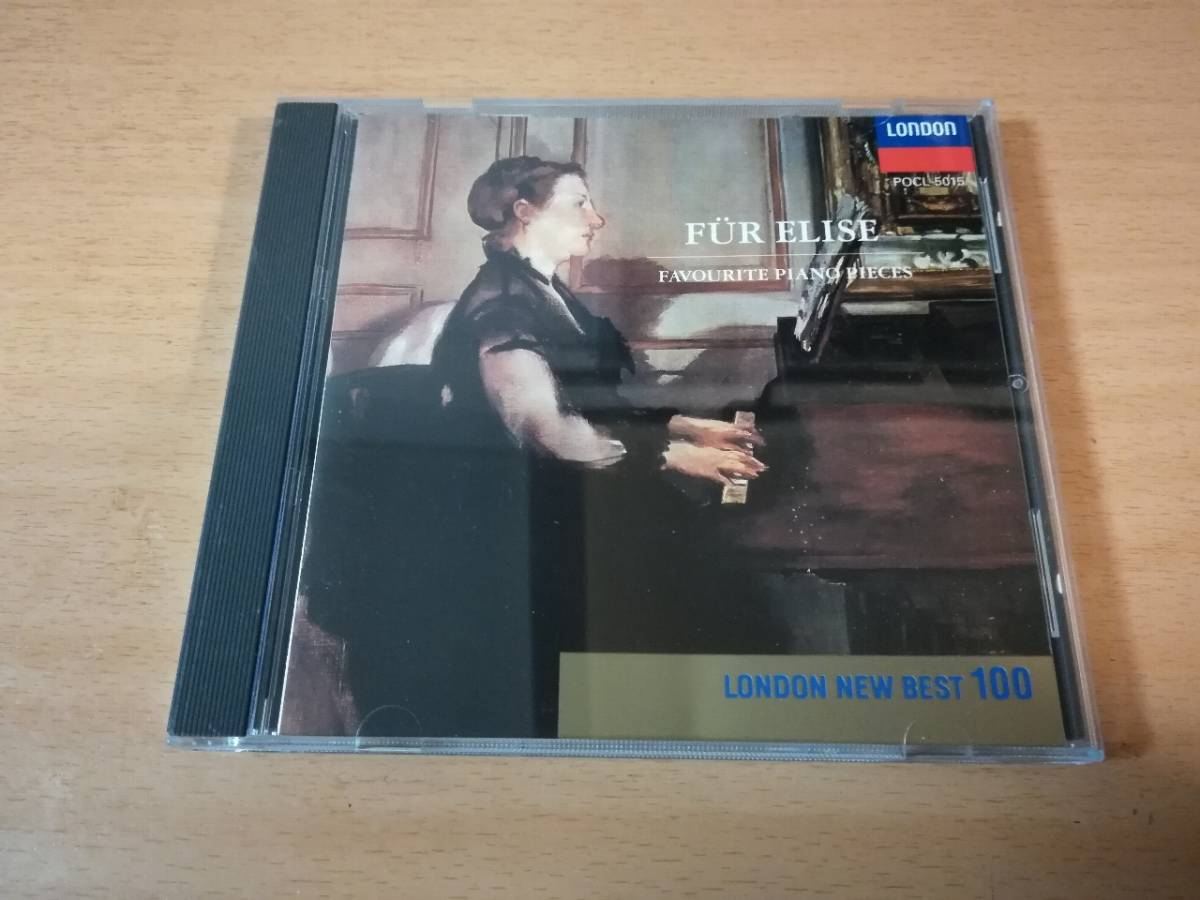 LONDON
POCL-5015
FÜR ELISE
FAVOURITE PIANO PIECES
LONDON NEW BEST 100